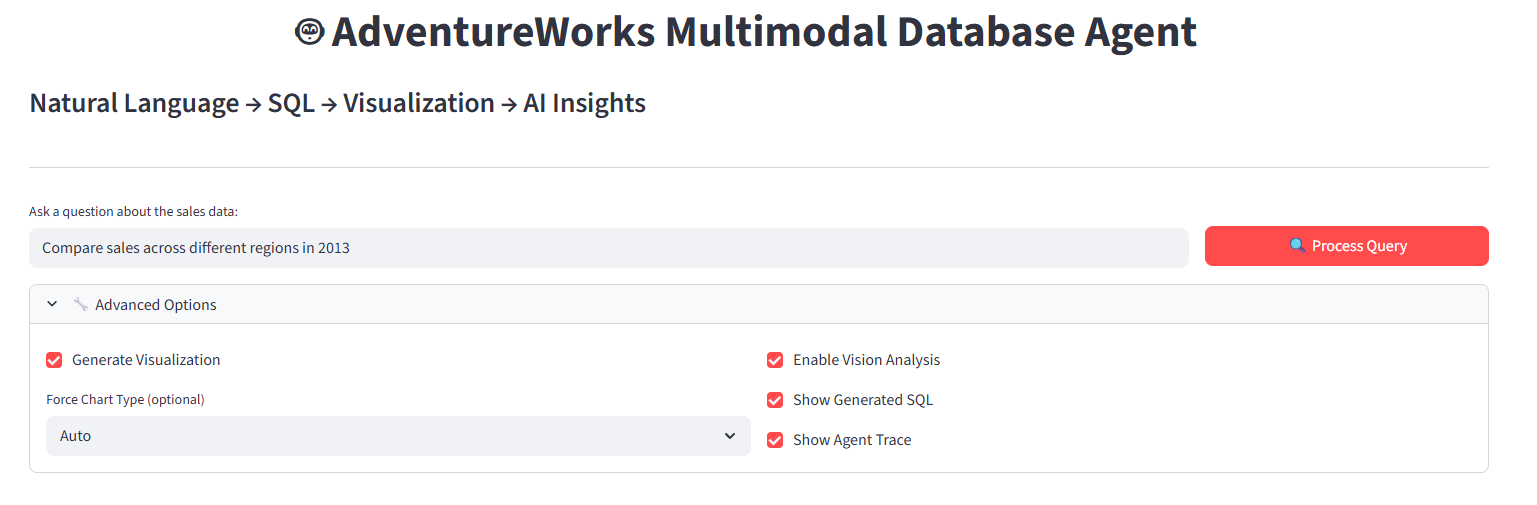 AdventureWorks Multimodal Database Agent
Natural Language → SQL → Visualization → AI Insights
Ask a question about the sales data:
Compare sales across different regions in 2013
Process Query
Advanced Options
Generate Visualization
Enable Vision Analysis
Force Chart Type (optional)
Show Generated SQL
Auto
Show Agent Trace